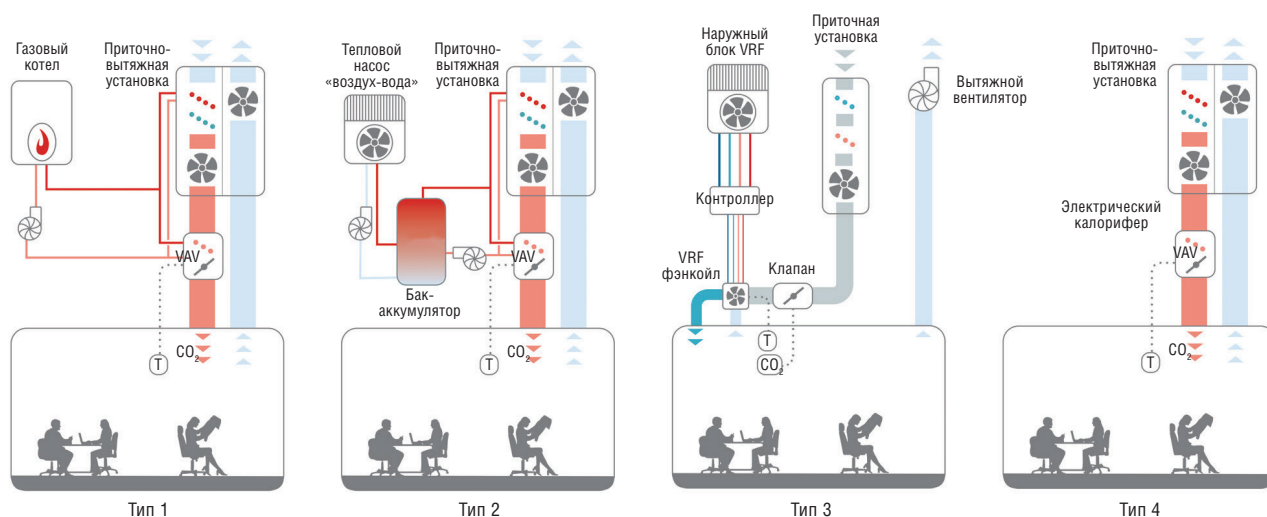 Газовый
котел
Приточно-
вытяжная
установка
VAV
T
CO₂
Тип 1
Тепловой
насос
«воздух-вода»
Приточно-
вытяжная
установка
Бак-
аккумулятор
VAV
T
CO₂
Тип 2
Наружный
блок VRF
Приточная
установка
Вытяжной
вентилятор
Контроллер
VRF
фэнкойл
Клапан
T
CO₂
Тип 3
Приточно-
вытяжная
установка
Электрический
калорифер
VAV
T
CO₂
Тип 4